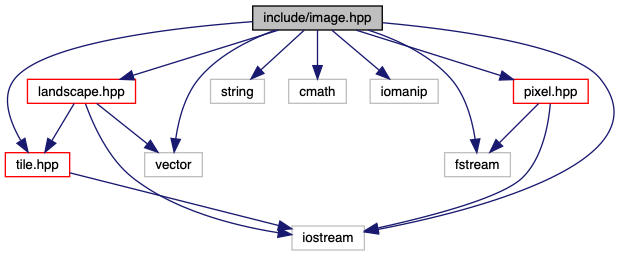 include/image.hpp
landscape.hpp
string
cmath
iomanip
pixel.hpp
tile.hpp
vector
fstream
iostream